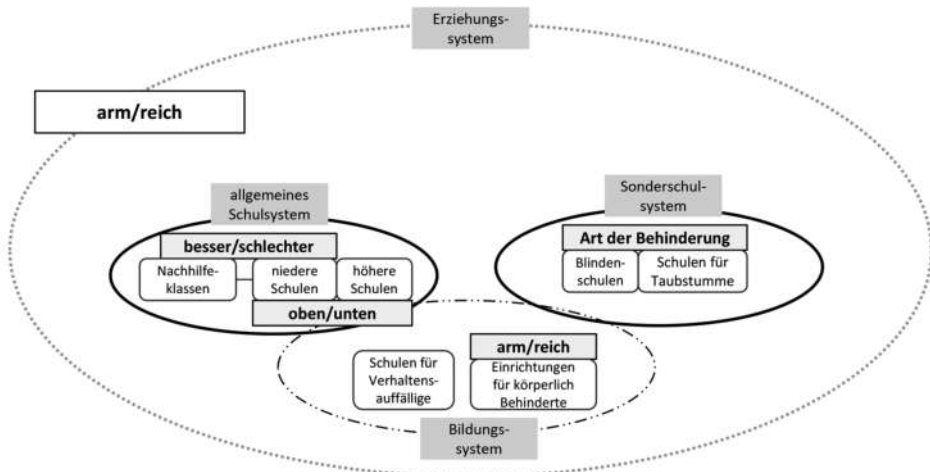 Erziehungs-
system
arm/reich
allgemeines
Schulsystem
besser/schlechter
Nachhilfe-
klassen
niedere
Schulen
höhere
Schulen
oben/unten
Sonderschul-
system
Art der Behinderung
Blinden-
schulen
Schulen für
Taubstumme
Schulen für
Verhaltens-
auffällige
arm/reich
Einrichtungen
für körperlich
Behinderte
Bildungs-
system